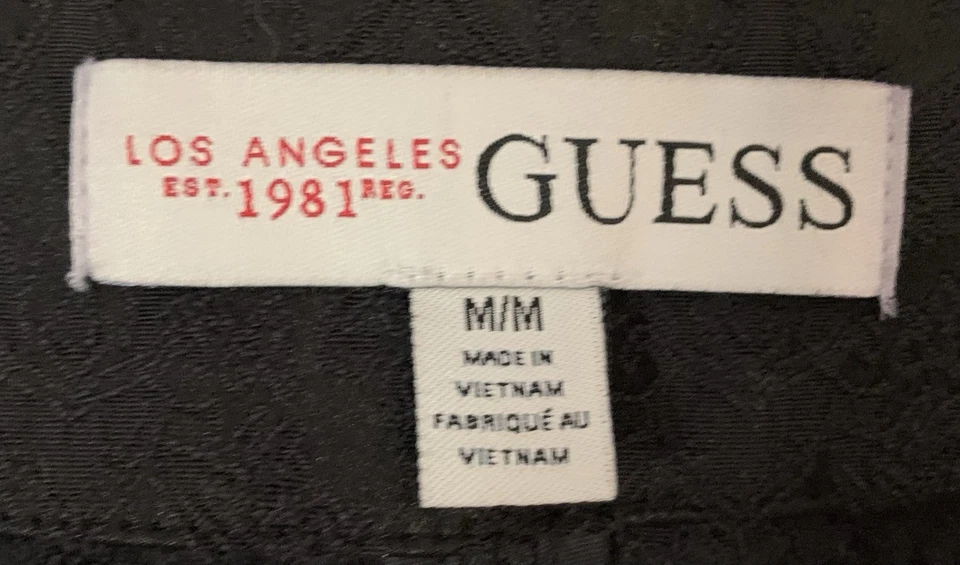 LOS ANGELES
EST. 1981 REG.
GUESS
M/M
MADE IN
VIETNAM
FABRIQUÉ AU
VIETNAM